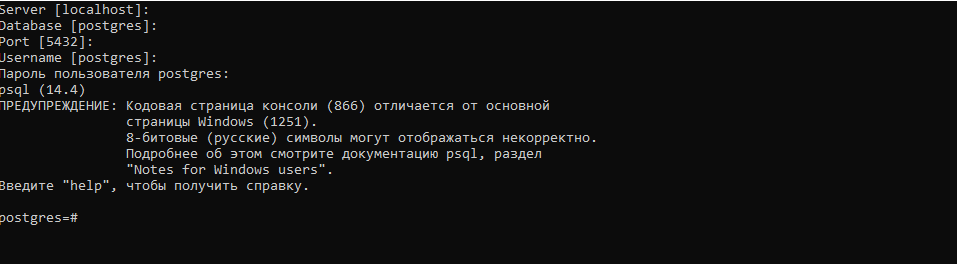 Server [localhost]:
Database [postgres]:
Port [5432]:
Username [postgres]:
Пароль пользователя postgres:
psql (14.4)
ПРЕДУПРЕЖДЕНИЕ: Кодовая страница консоли (866) отличается от основной
страницы Windows (1251).
8-битовые (русские) символы могут отображаться некорректно.
Подробнее об этом смотрите документацию psql, раздел
"Notes for Windows users".
Введите "help", чтобы получить справку.
postgres=#